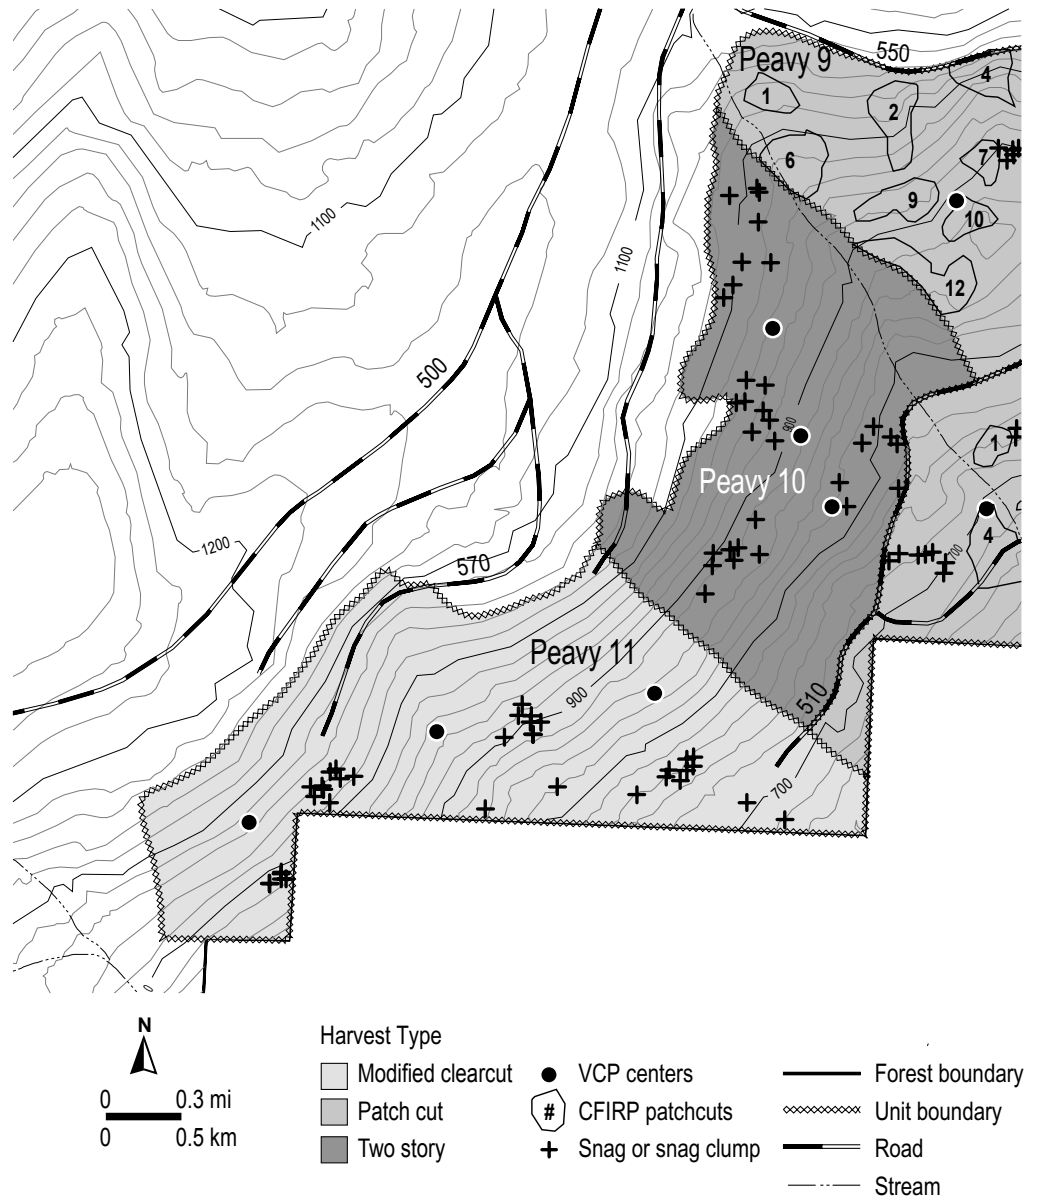 Peavy 9
550
1
2
4
6
7
9
10
12
1100
1100
500
900
Peavy 10
1
4
700
1200
570
Peavy 11
900
510
700
0
N
0 0.3 mi
0 0.5 km
Harvest Type
Modified clearcut
Patch cut
Two story
VCP centers
# CFIRP patchcuts
Snag or snag clump
Forest boundary
Unit boundary
Road
Stream